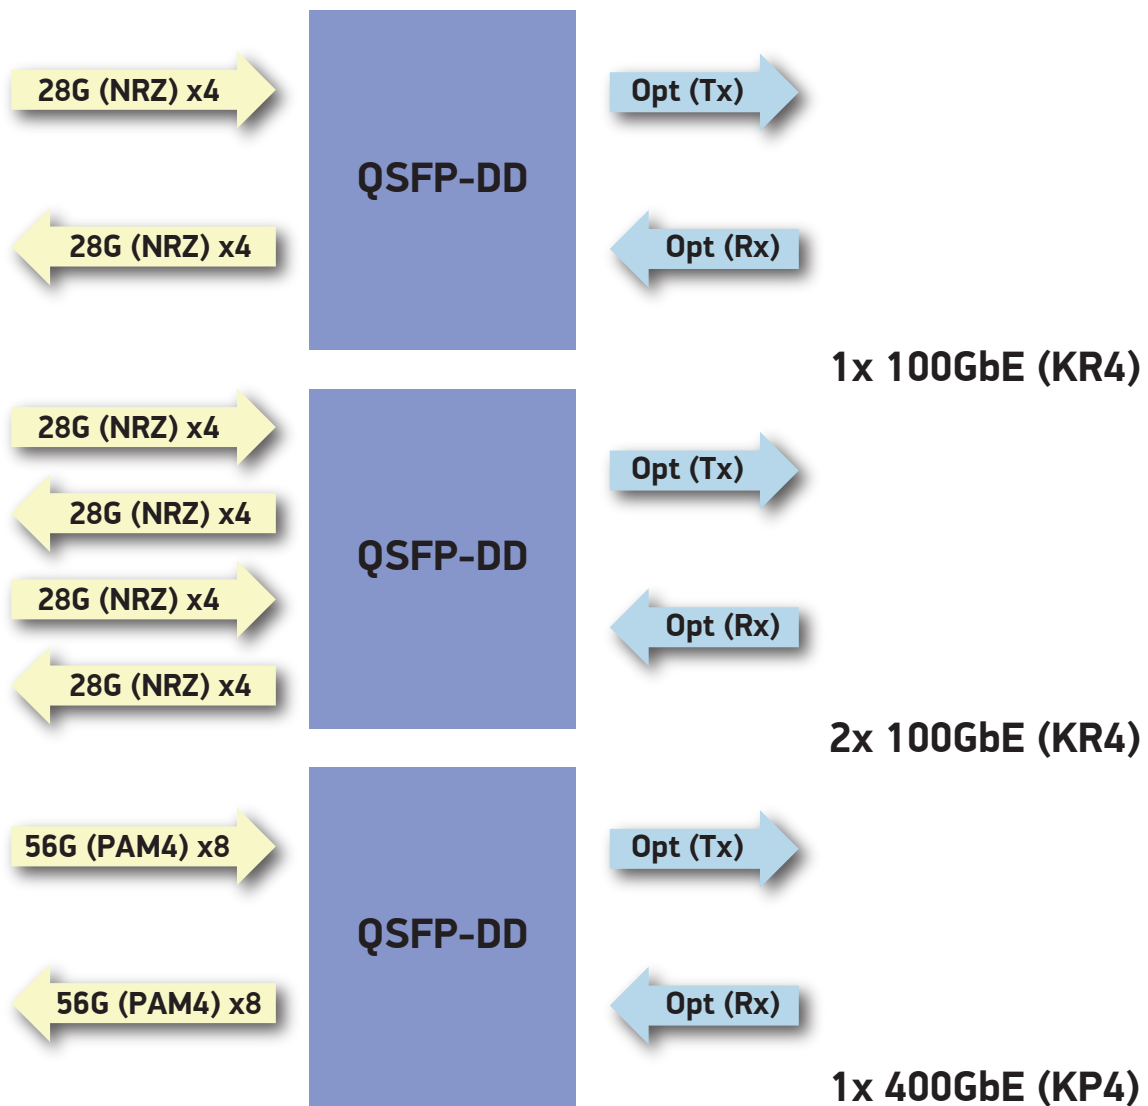 28G (NRZ) x4
Opt (Tx)
QSFP-DD
28G (NRZ) x4
Opt (Rx)
1x 100GbE (KR4)
28G (NRZ) x4
Opt (Tx)
28G (NRZ) x4
QSFP-DD
28G (NRZ) x4
Opt (Rx)
28G (NRZ) x4
2x 100GbE (KR4)
56G (PAM4) x8
Opt (Tx)
QSFP-DD
56G (PAM4) x8
Opt (Rx)
1x 400GbE (KP4)